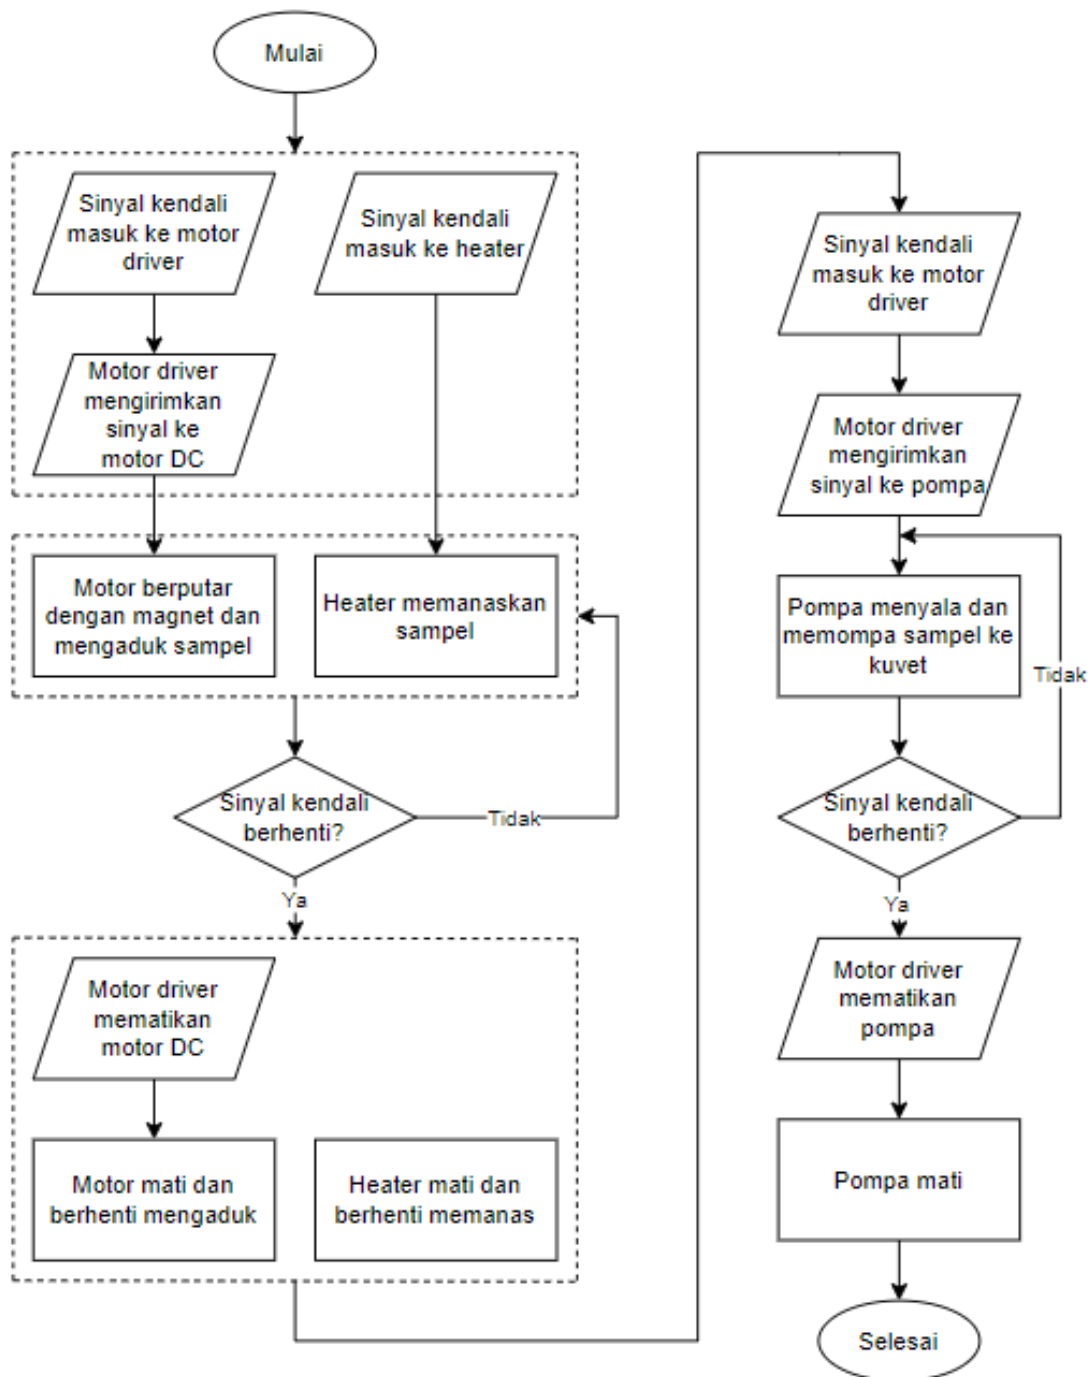 Mulai
Sinyal kendali
masuk ke motor
driver
Sinyal kendali
masuk ke heater
Motor driver
mengirimkan
sinyal ke
motor DC
Motor berputar
dengan magnet dan
mengaduk sampel
Heater memanaskan
sampel
Sinyal kendali
berhenti?
Tidak
Ya
Motor driver
mematikan
motor DC
Motor mati dan
berhenti mengaduk
Heater mati dan
berhenti memanas
Sinyal kendali
masuk ke motor
driver
Motor driver
mengirimkan
sinyal ke pompa
Pompa menyala dan
memompa sampel ke
kuvet
Tidak
Sinyal kendali
berhenti?
Ya
Motor driver
mematikan
pompa
Pompa mati
Selesai